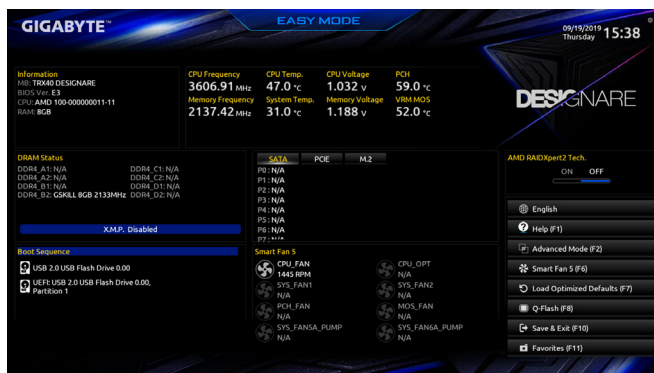 GIGABYTE™
EASY MODE
09/19/2019
Thursday
15:38
Information
MB: TRX40 DESIGNARE
BIOS Ver. E3
CPU: AMD 100-000000011-11
RAM: 8GB
CPU Frequency
3606.91 MHz
CPU Temp.
47.0 °C
CPU Voltage
1.032 V
PCH
59.0 °C
Memory Frequency
2137.42 MHz
System Temp.
31.0 °C
Memory Voltage
1.188 V
VRM MOS
52.0 °C
DESIGNARE
DRAM Status
DDR4_A1: N/A
DDR4_A2: N/A
DDR4_B1: N/A
DDR4_B2: GSKILL 8GB 2133MHz
DDR4_C1: N/A
DDR4_C2: N/A
DDR4_D1: N/A
DDR4_D2: N/A
X.M.P. Disabled
SATA PCIE M.2
P0 : N/A
P1 : N/A
P2 : N/A
P3 : N/A
P4 : N/A
P5 : N/A
P6 : N/A
P7 : N/A
AMD RAIDXpert2 Tech.
ON OFF
Boot Sequence
USB 2.0 USB Flash Drive 0.00
UEFI: USB 2.0 USB Flash Drive 0.00,
Partition 1
Smart Fan 5
CPU_FAN
1445 RPM
CPU_OPT
N/A
SYS_FAN1
N/A
SYS_FAN2
N/A
PCH_FAN
N/A
MOS_FAN
N/A
SYS_FAN5A_PUMP
N/A
SYS_FAN6A_PUMP
N/A
English
Help (F1)
Advanced Mode (F2)
Smart Fan 5 (F6)
Load Optimized Defaults (F7)
Q-Flash (F8)
Save & Exit (F10)
Favorites (F11)